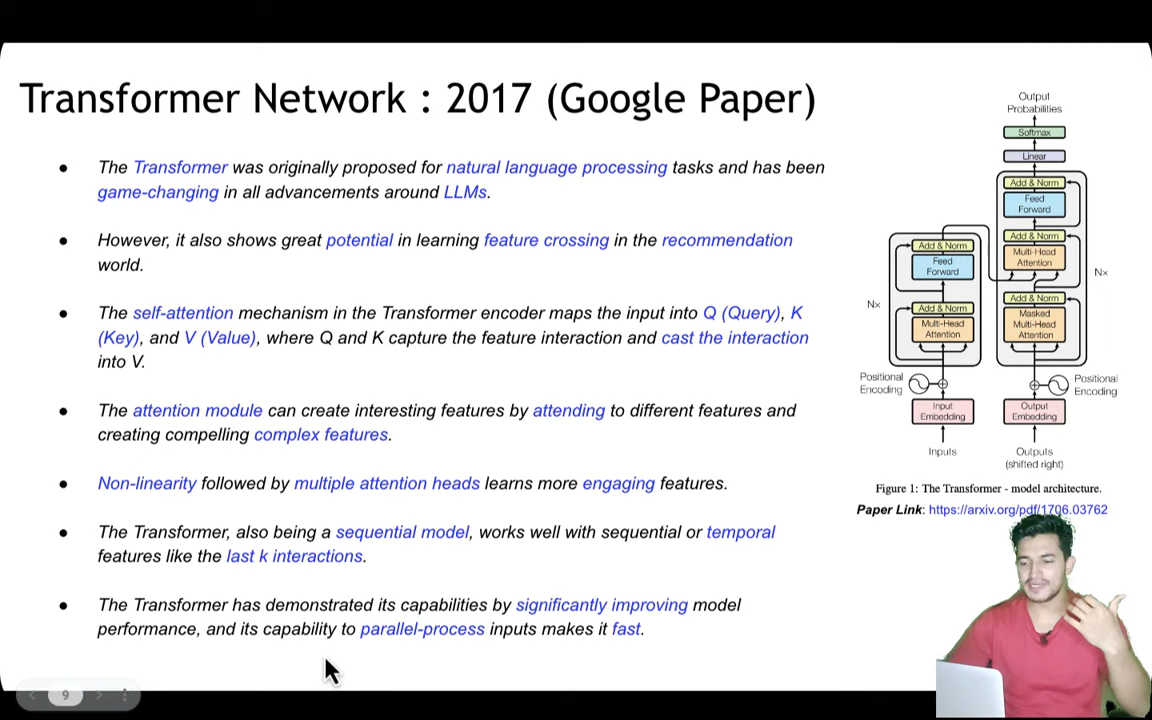 Transformer Network : 2017 (Google Paper)
● The Transformer was originally proposed for natural language processing tasks and has been
game-changing in all advancements around LLMs.
● However, it also shows great potential in learning feature crossing in the recommendation
world.
● The self-attention mechanism in the Transformer encoder maps the input into Q (Query), K
(Key), and V (Value), where Q and K capture the feature interaction and cast the interaction
into V.
● The attention module can create interesting features by attending to different features and
creating compelling complex features.
● Non-linearity followed by multiple attention heads learns more engaging features.
● The Transformer, also being a sequential model, works well with sequential or temporal
features like the last k interactions.
● The Transformer has demonstrated its capabilities by significantly improving model
performance, and its capability to parallel-process inputs makes it fast.
Output
Probabilities
Softmax
Linear
Add & Norm
Feed
Forward
Add & Norm
Multi-Head
Attention
Nx
Add & Norm
Masked
Multi-Head
Attention
Positional
Encoding
Output
Embedding
Outputs
(shifted right)
Add & Norm
Feed
Forward
Nx
Add & Norm
Multi-Head
Attention
Positional
Encoding
Input
Embedding
Inputs
Figure 1: The Transformer - model architecture.
Paper Link: https://arxiv.org/pdf/1706.03762
9